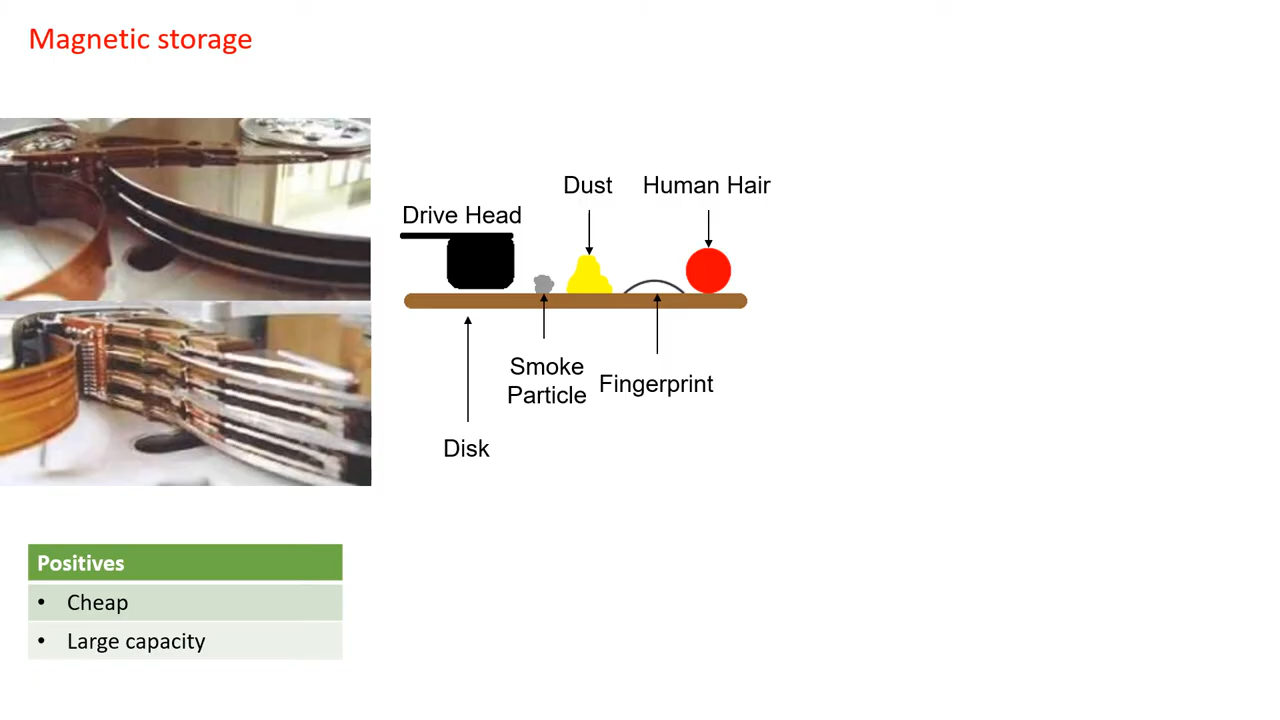 Magnetic storage
Dust
Human Hair
Drive Head
Smoke
Particle
Fingerprint
Disk
Positives
• Cheap
• Large capacity